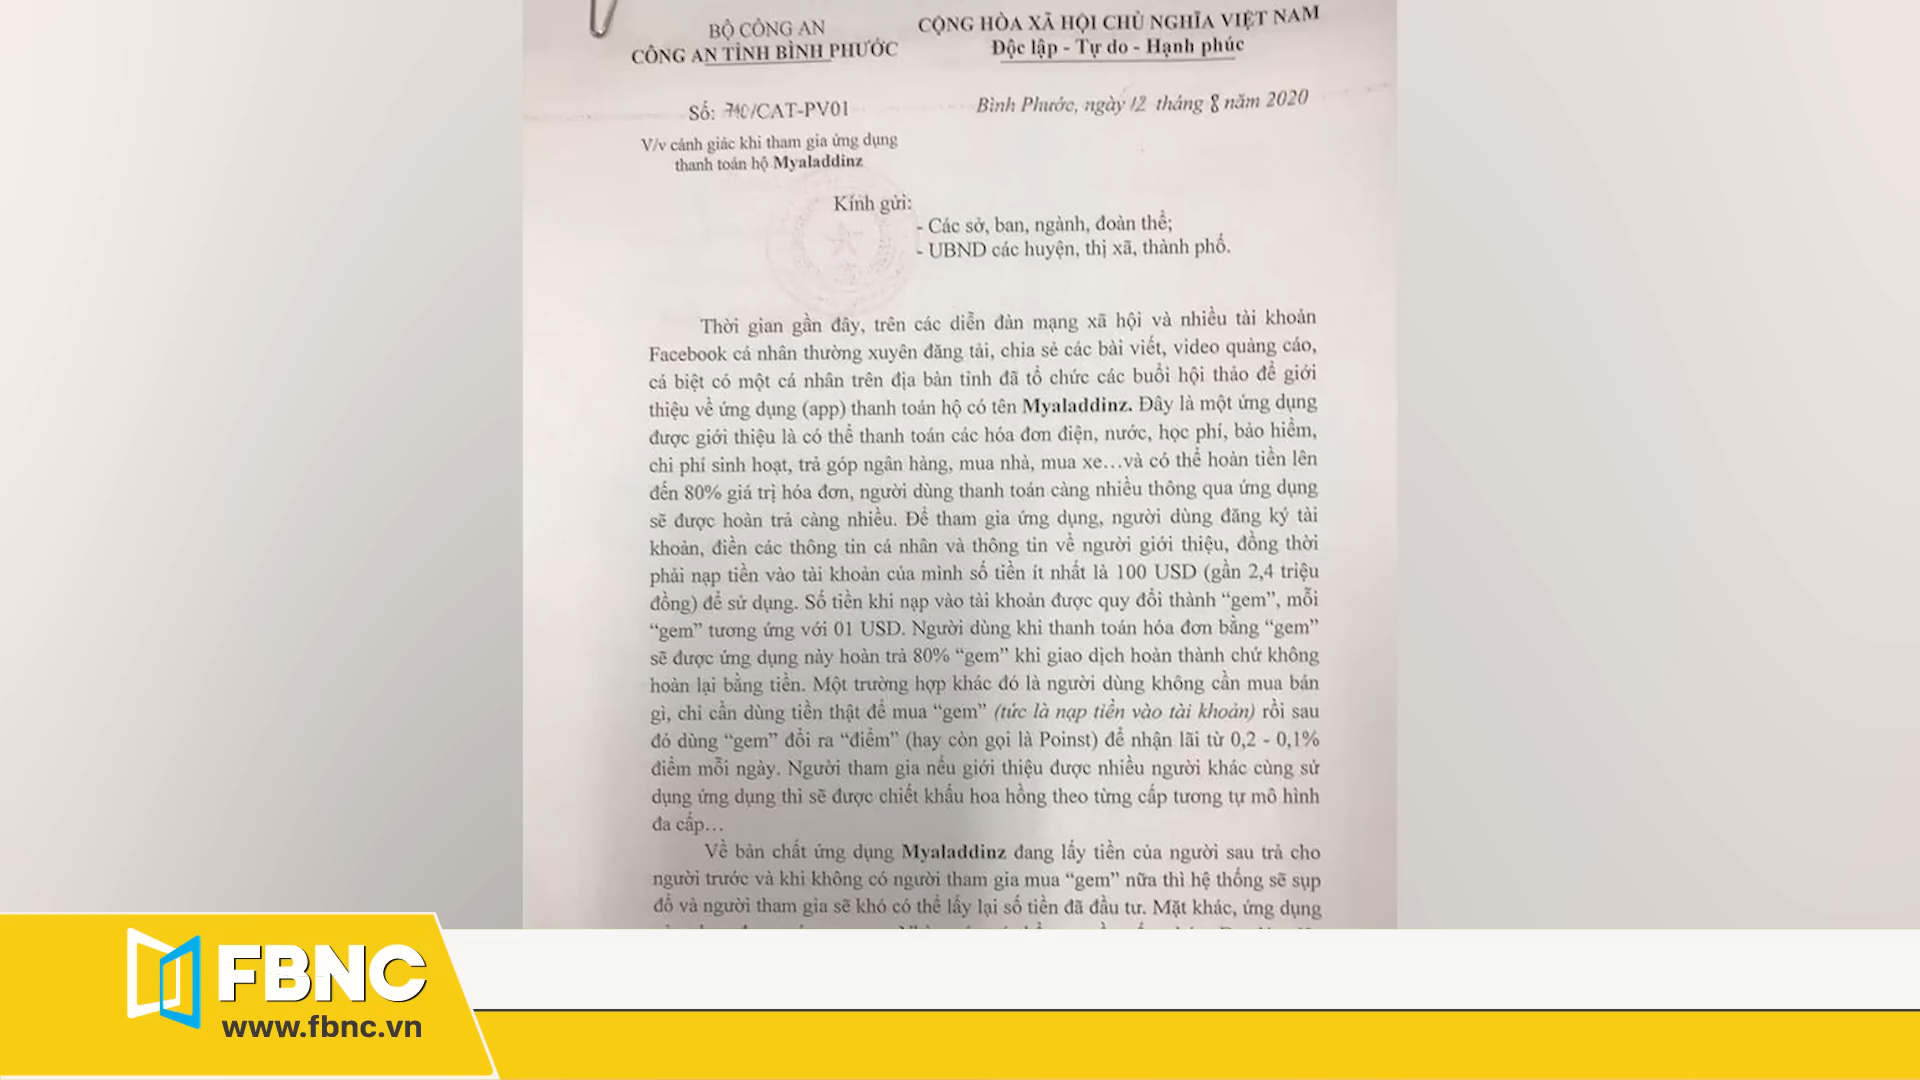 BỘ CÔNG AN
CÔNG AN TỈNH BÌNH PHƯỚC
CỘNG HÒA XÃ HỘI CHỦ NGHĨA VIỆT NAM
Độc lập - Tự do - Hạnh phúc
Số: 740/CAT-PV01
Bình Phước, ngày 12 tháng 8 năm 2020
V/v cảnh giác khi tham gia ứng dụng
thanh toán hộ Myaladdinz
Kính gửi:
- Các sở, ban, ngành, đoàn thể;
- UBND các huyện, thị xã, thành phố.
Thời gian gần đây, trên các diễn đàn mạng xã hội và nhiều tài khoản
Facebook cá nhân thường xuyên đăng tải, chia sẻ các bài viết, video quảng cáo,
cá biệt có một cá nhân trên địa bàn tỉnh đã tổ chức các buổi hội thảo để giới
thiệu về ứng dụng (app) thanh toán hộ có tên Myaladdinz. Đây là một ứng dụng
được giới thiệu là có thể thanh toán các hóa đơn điện, nước, học phí, bảo hiểm,
chi phí sinh hoạt, trả góp ngân hàng, mua nhà, mua xe…và có thể hoàn tiền lên
đến 80% giá trị hóa đơn, người dùng thanh toán càng nhiều thông qua ứng dụng
sẽ được hoàn trả càng nhiều. Để tham gia ứng dụng, người dùng đăng ký tài
khoản, điền các thông tin cá nhân và thông tin về người giới thiệu, đồng thời
phải nạp tiền vào tài khoản của mình số tiền ít nhất là 100 USD (gần 2,4 triệu
đồng) để sử dụng. Số tiền khi nạp vào tài khoản được quy đổi thành “gem”, mỗi
“gem” tương ứng với 01 USD. Người dùng khi thanh toán hóa đơn bằng “gem”
sẽ được ứng dụng này hoàn trả 80% “gem” khi giao dịch hoàn thành chứ không
hoàn lại bằng tiền. Một trường hợp khác đó là người dùng không cần mua bán
gì, chỉ cần dùng tiền thật để mua “gem” (tức là nạp tiền vào tài khoản) rồi sau
đó dùng “gem” đổi ra “điểm” (hay còn gọi là Poinst) để nhận lãi từ 0,2 - 0,1%
điểm mỗi ngày. Người tham gia nếu giới thiệu được nhiều người khác cùng sử
dụng ứng dụng thì sẽ được chiết khấu hoa hồng theo từng cấp tương tự mô hình
đa cấp…
Về bản chất ứng dụng Myaladdinz đang lấy tiền của người sau trả cho
người trước và khi không có người tham gia mua “gem” nữa thì hệ thống sẽ sụp
đổ và người tham gia sẽ khó có thể lấy lại số tiền đã đầu tư. Mặt khác, ứng dụng
FBNC
www.fbnc.vn